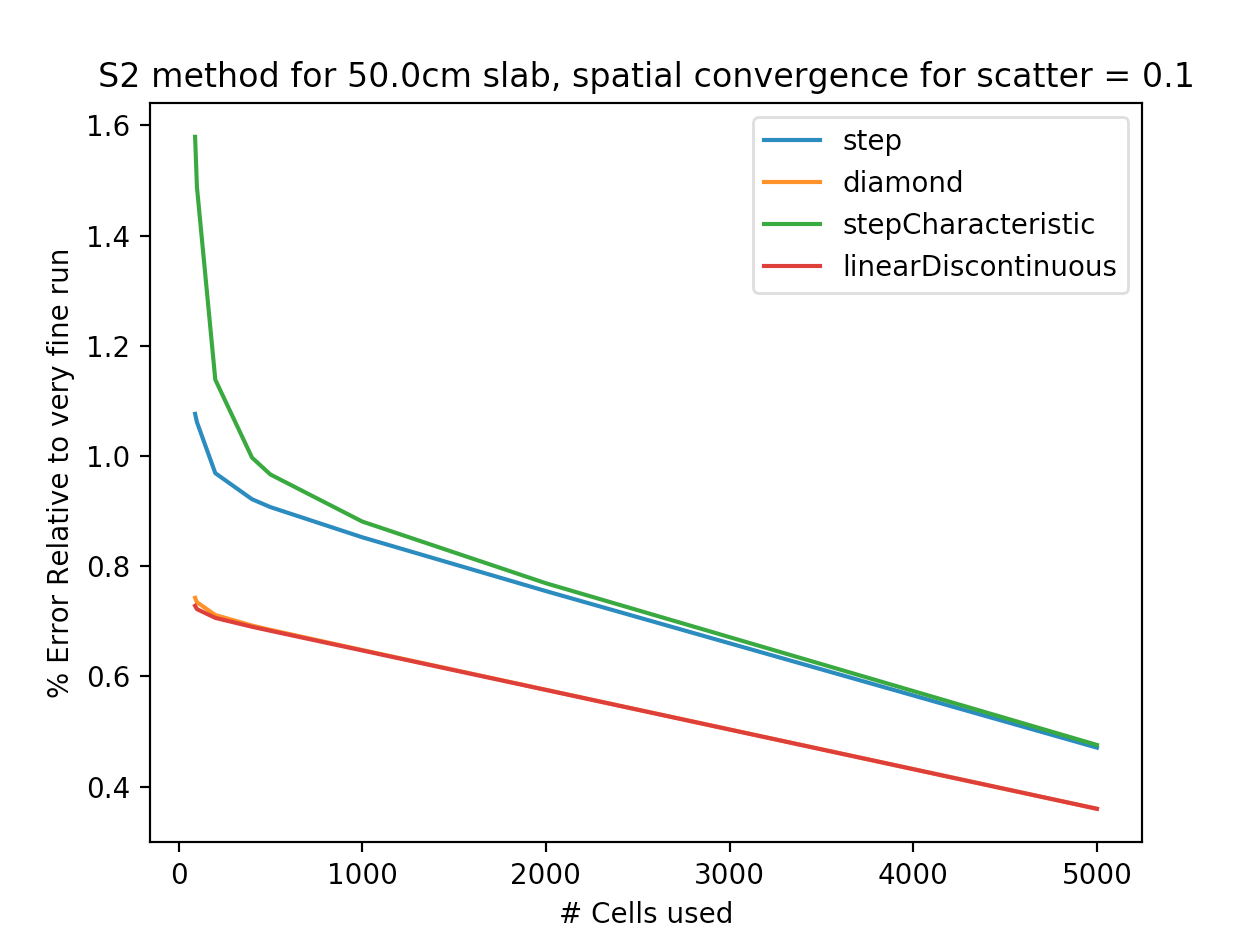 S2 method for 50.0cm slab, spatial convergence for scatter = 0.1
% Error Relative to very fine run
1.6
1.4
1.2
1.0
0.8
0.6
0.4
step
diamond
stepCharacteristic
linearDiscontinuous
0 1000 2000 3000 4000 5000
# Cells used